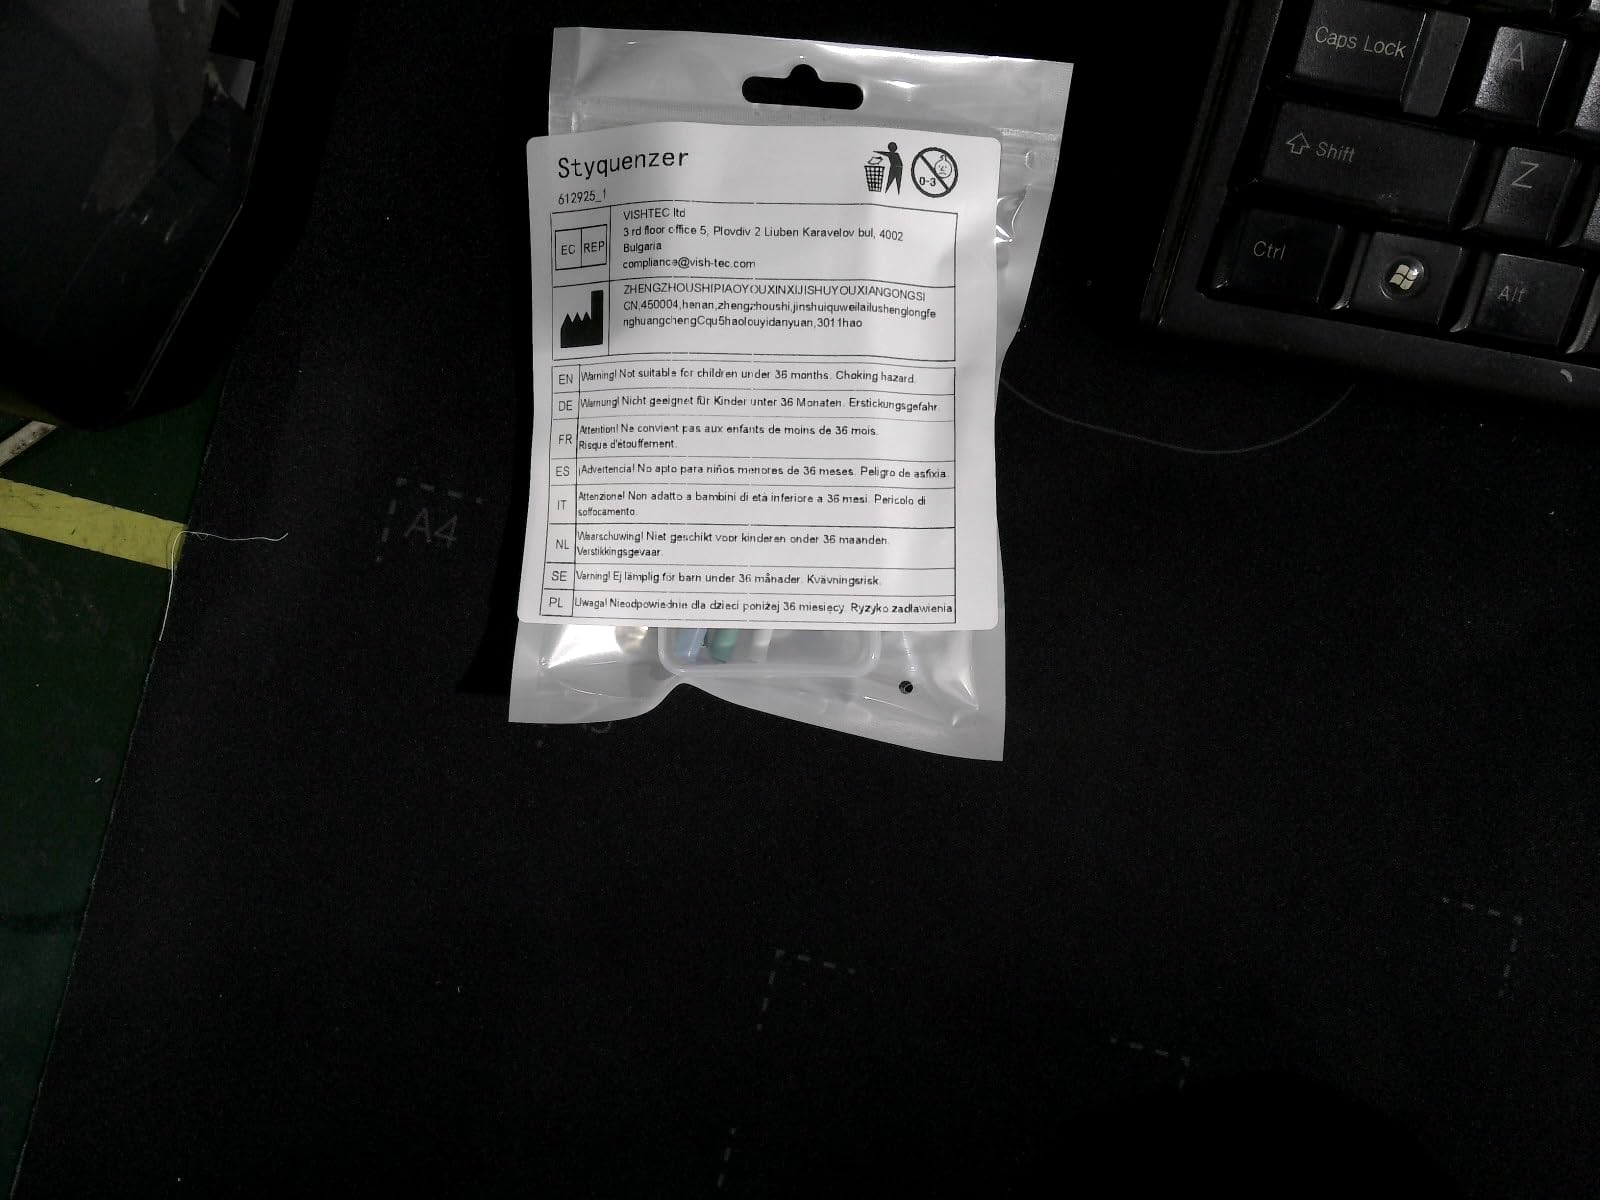 Styquenzer
612925_1
0-3
EC REP
VISHTEC ltd
3 rd floor office 5, Plovdiv 2 Liuben Karavelov bul, 4002
Bulgaria
compliance@vish-tec.com
ZHENGZHOUSHIPIAOYOUXINXIJISHUYOUXIANGONGSI
CN,450004,henan,zhengzhoushi,jinshuiquweilailushenglongfe
nghuangchengCqu5haolouyidanyuan,3011hao
EN Warning! Not suitable for children under 36 months. Choking hazard.
DE Warnung! Nicht geeignet für Kinder unter 36 Monaten. Erstickungsgefahr.
FR Attention! Ne convient pas aux enfants de moins de 36 mois.
Risque d'étouffement.
ES ¡Advertencia! No apto para niños menores de 36 meses. Peligro de asfixia.
IT Attenzione! Non adatto a bambini di età inferiore a 36 mesi. Pericolo di
soffocamento.
NL Waarschuwing! Niet geschikt voor kinderen onder 36 maanden.
Verstikkingsgevaar.
SE Varning! Ej lämplig för barn under 36 månader. Kvävningsrisk.
PL Uwaga! Nieodpowiednie dla dzieci poniżej 36 miesięcy. Ryzyko zadławienia
Caps Lock
A
Shift
Z
Ctrl
Alt
A4